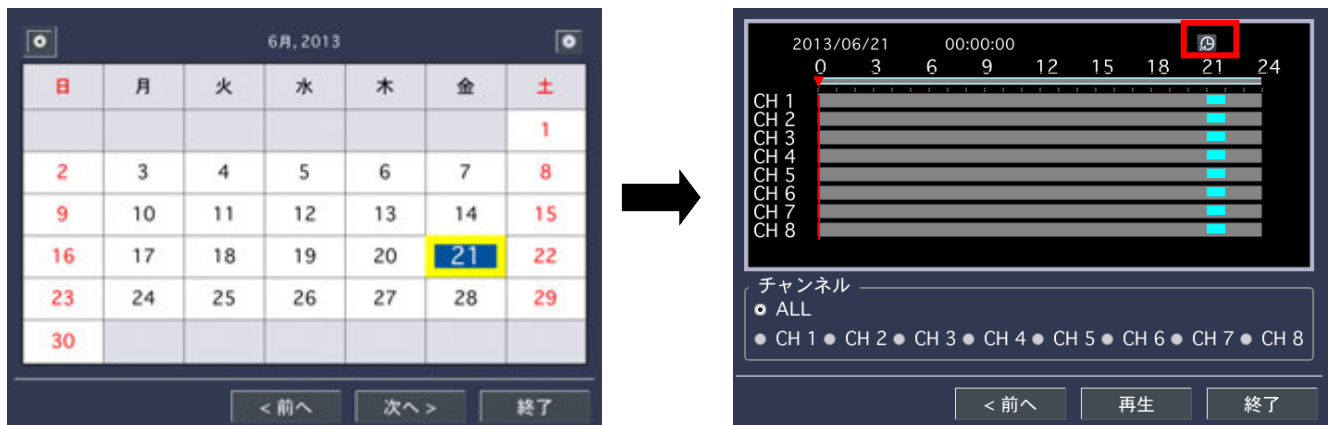 6月, 2013
日 月 火 水 木 金 土
1
2 3 4 5 6 7 8
9 10 11 12 13 14 15
16 17 18 19 20 21 22
23 24 25 26 27 28 29
30
< 前へ 次へ > 終了
2013/06/21 00:00:00
0 3 6 9 12 15 18 21 24
CH 1
CH 2
CH 3
CH 4
CH 5
CH 6
CH 7
CH 8
チャンネル
ALL
CH 1 CH 2 CH 3 CH 4 CH 5 CH 6 CH 7 CH 8
< 前へ 再生 終了